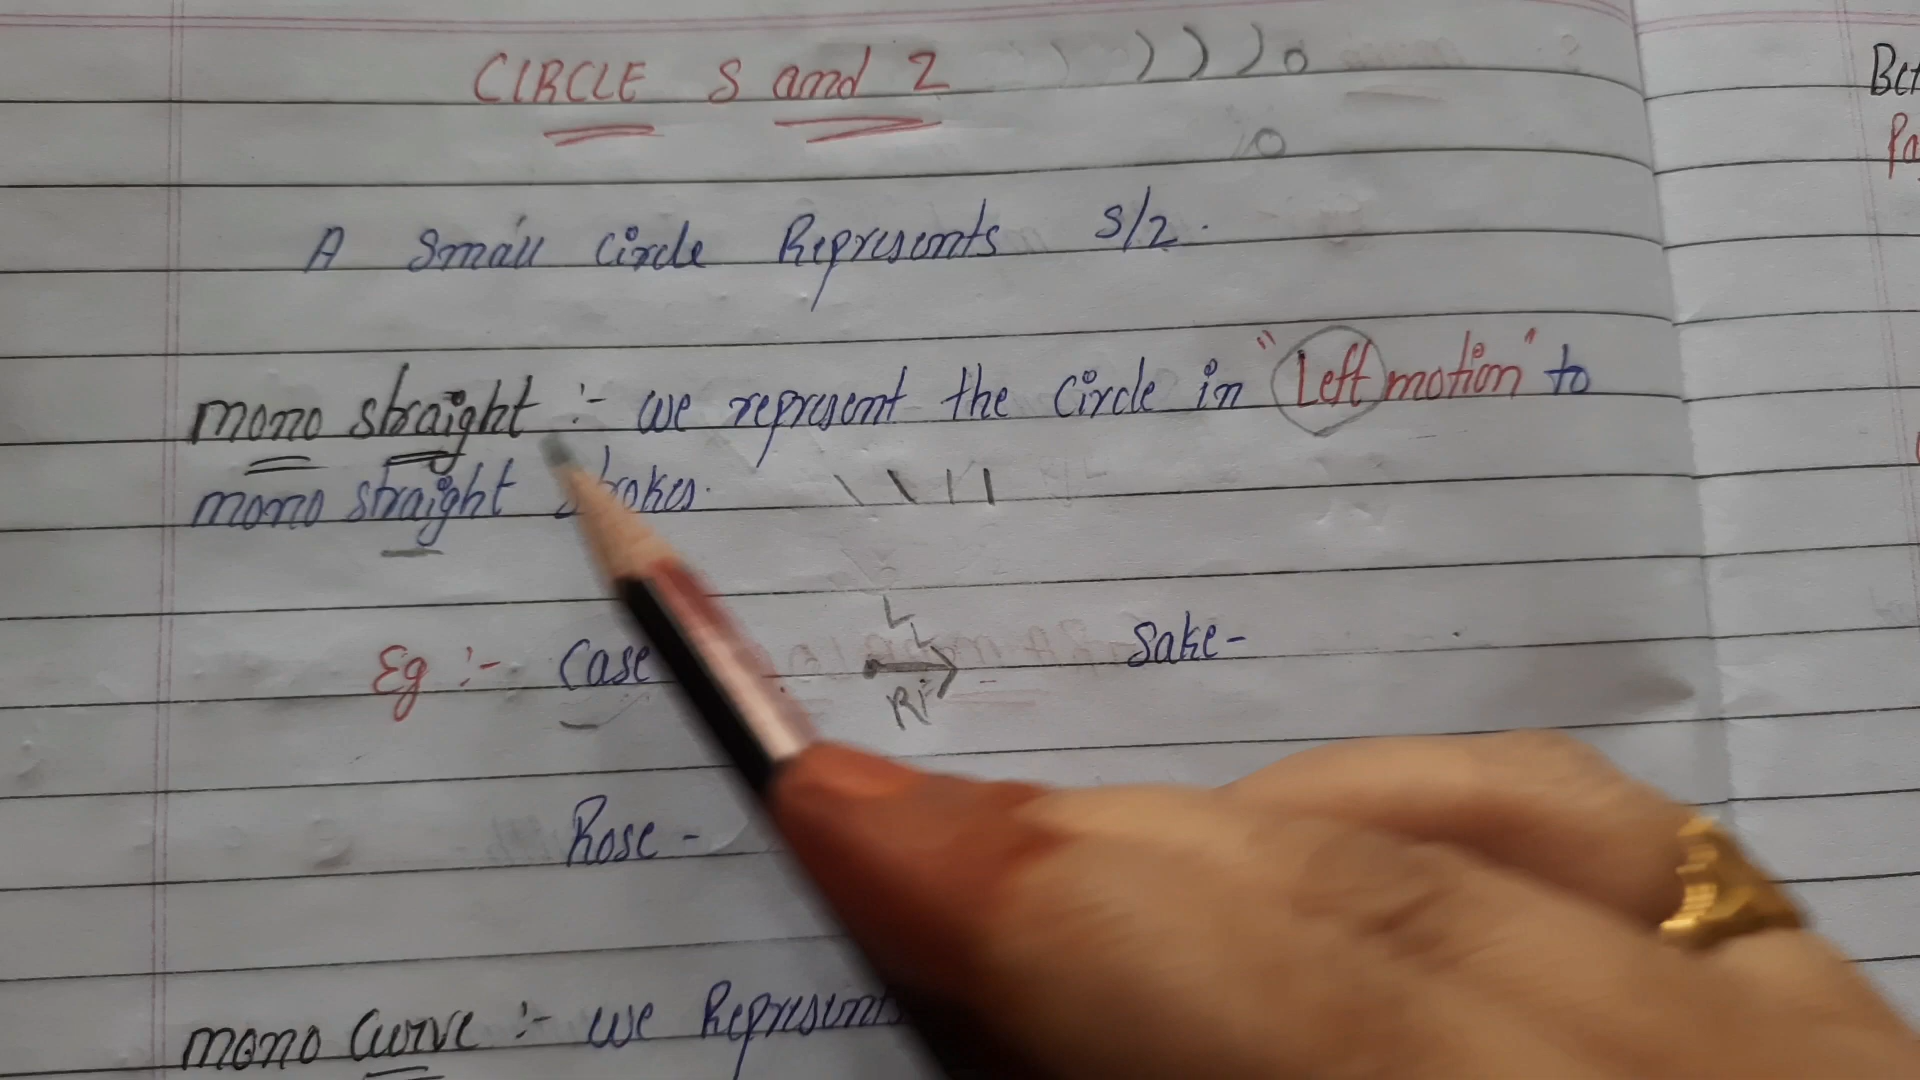 CIRCLE S and Z
A Small Circle Represents S/Z.
mono straight :- we represent the circle in "Left motion" to
mono straight strokes.
Eg :- Case Sake-
Rose -
mono Curve :- we Represent